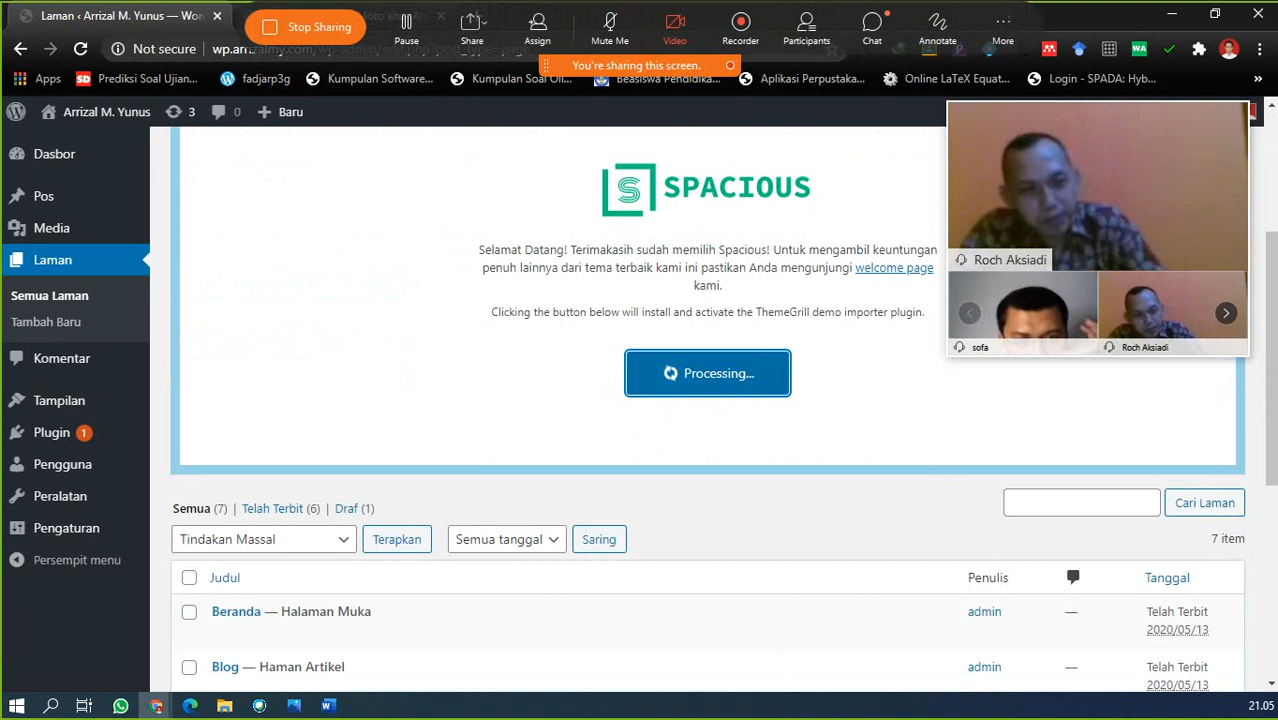 Laman ‹ Arrizal M. Yunus — Wor
Stop Sharing
Pause
Share
Assign
Mute Me
Video
Recorder
Participants
Chat
Annotate
More
Not secure
You're sharing this screen.
Apps
Prediksi Soal Ujian...
fadjarp3g
Kumpulan Software...
Kumpulan Soal Oli...
Beasiswa Pendidika...
Aplikasi Perpustaka...
Online LaTeX Equat...
Login - SPADA: Hyb...
Arrizal M. Yunus
3
0
Baru
Dasbor
Pos
Media
Laman
Semua Laman
Tambah Baru
Komentar
Tampilan
Plugin 1
Pengguna
Peralatan
Pengaturan
Persempit menu
SPACIOUS
Selamat Datang! Terimakasih sudah memilih Spacious! Untuk mengambil keuntungan
penuh lainnya dari tema terbaik kami ini pastikan Anda mengunjungi welcome page
kami.
Clicking the button below will install and activate the ThemeGrill demo importer plugin.
Processing...
Roch Aksiadi
sofa
Roch Aksiadi
Semua (7) | Telah Terbit (6) | Draf (1)
Cari Laman
Tindakan Massal
Terapkan
Semua tanggal
Saring
7 item
Judul
Penulis
Tanggal
Beranda — Halaman Muka
admin
—
Telah Terbit
2020/05/13
Blog — Haman Artikel
admin
—
Telah Terbit
2020/05/13
21.05